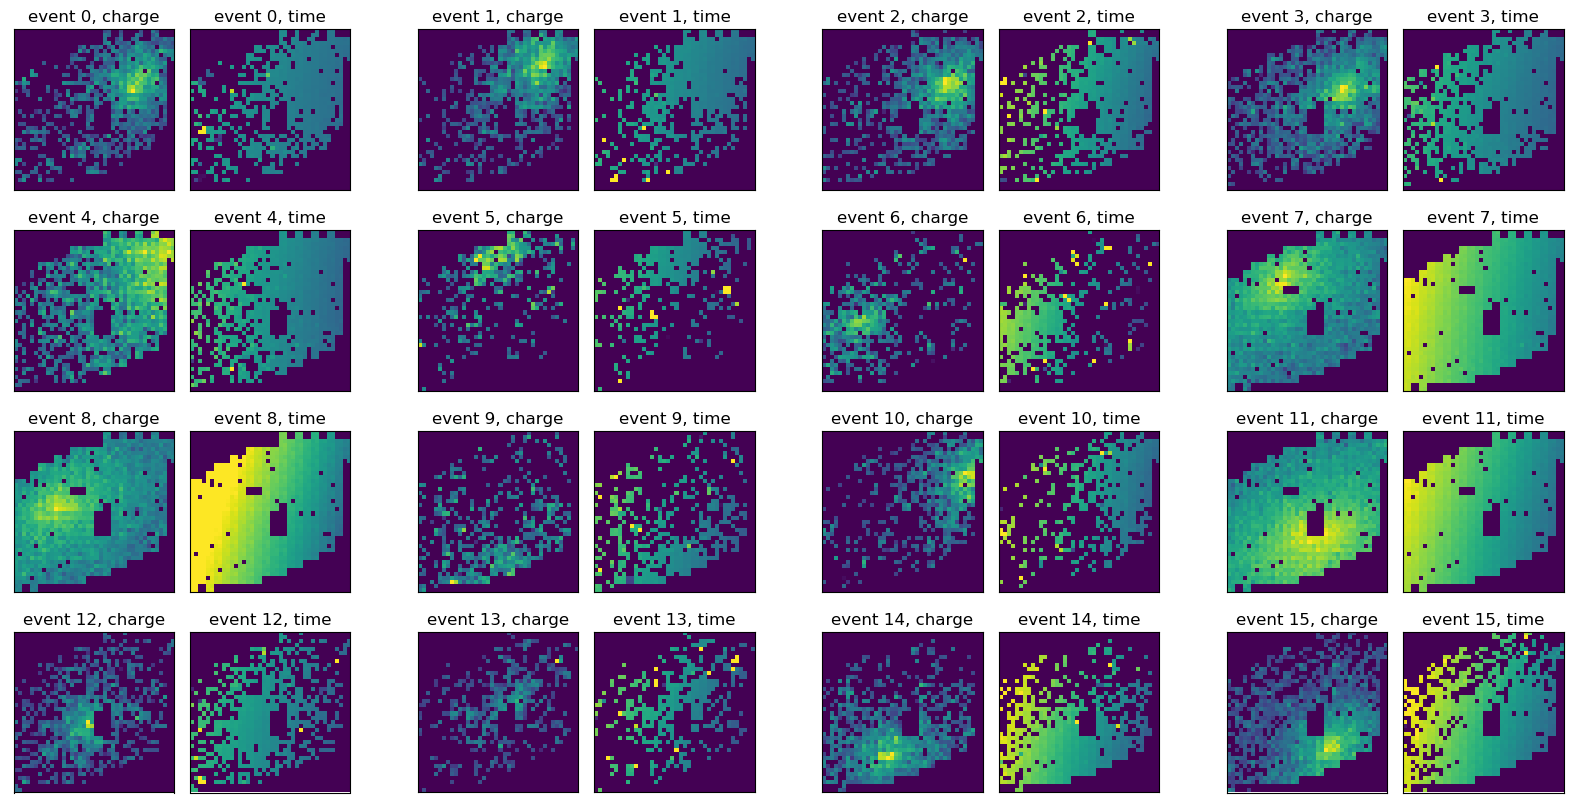 event 0, charge
event 0, time
event 1, charge
event 1, time
event 2, charge
event 2, time
event 3, charge
event 3, time
event 4, charge
event 4, time
event 5, charge
event 5, time
event 6, charge
event 6, time
event 7, charge
event 7, time
event 8, charge
event 8, time
event 9, charge
event 9, time
event 10, charge
event 10, time
event 11, charge
event 11, time
event 12, charge
event 12, time
event 13, charge
event 13, time
event 14, charge
event 14, time
event 15, charge
event 15, time